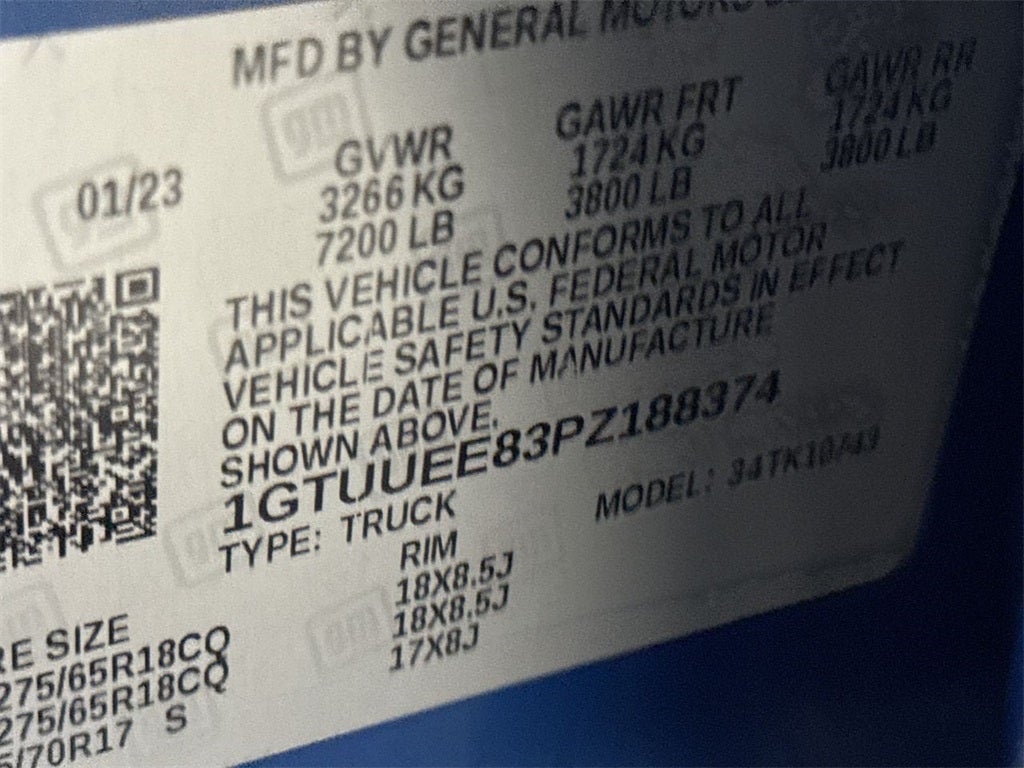 MFD BY GENERAL MOTORS
01/23
GVWR GAWR FRT GAWR RR
3266 KG 1724 KG 1724 KG
7200 LB 3800 LB 3800 LB
THIS VEHICLE CONFORMS TO ALL
APPLICABLE U.S. FEDERAL MOTOR
VEHICLE SAFETY STANDARDS IN EFFECT
ON THE DATE OF MANUFACTURE
SHOWN ABOVE.
1GTUUEE83PZ188374
TYPE: TRUCK MODEL: 34TK10743
RE SIZE RIM
275/65R18CQ 18X8.5J
275/65R18CQ 18X8.5J
5/70R17 S 17X8J